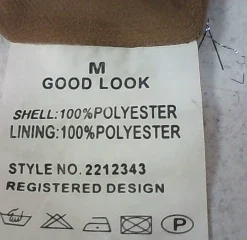 M
GOOD LOOK
SHELL:100%POLYESTER
LINING:100%POLYESTER
STYLE NO. 2212343
REGISTERED DESIGN
P